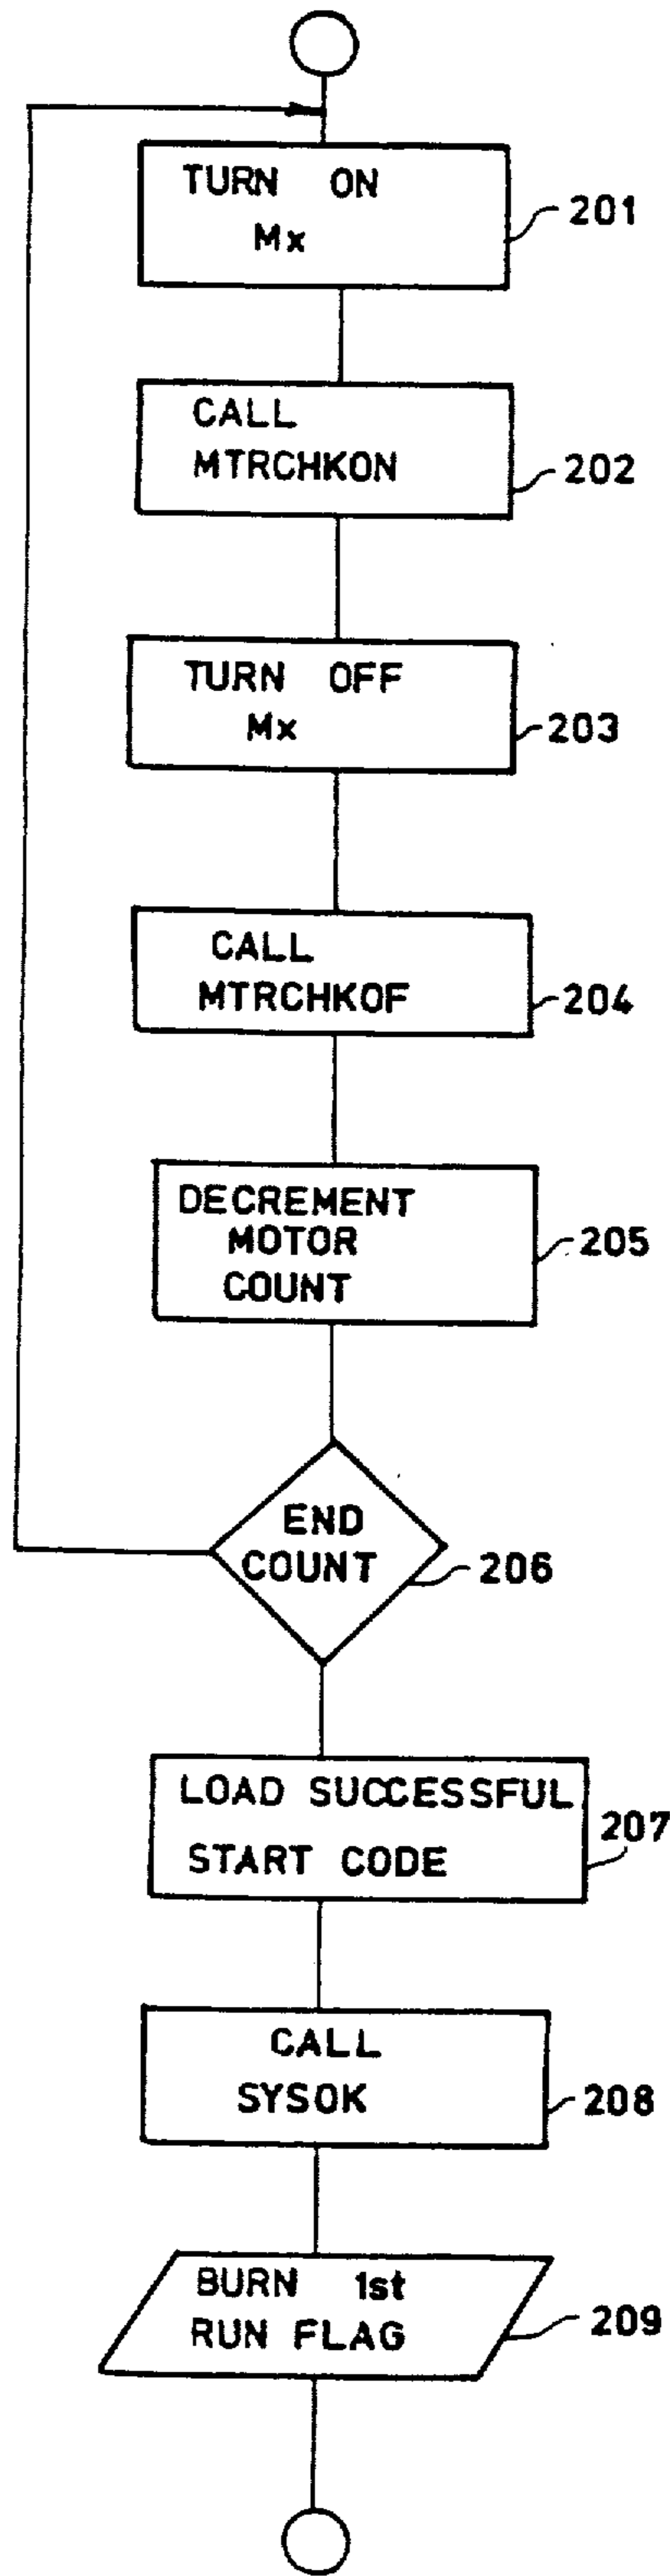 TURN ON
Mx
201
CALL
MTRCHKON
202
TURN OFF
Mx
203
CALL
MTRCHKOF
204
DECREMENT
MOTOR
COUNT
205
END
COUNT
206
LOAD SUCCESSFUL
START CODE
207
CALL
SYSOK
208
BURN 1st
RUN FLAG
209